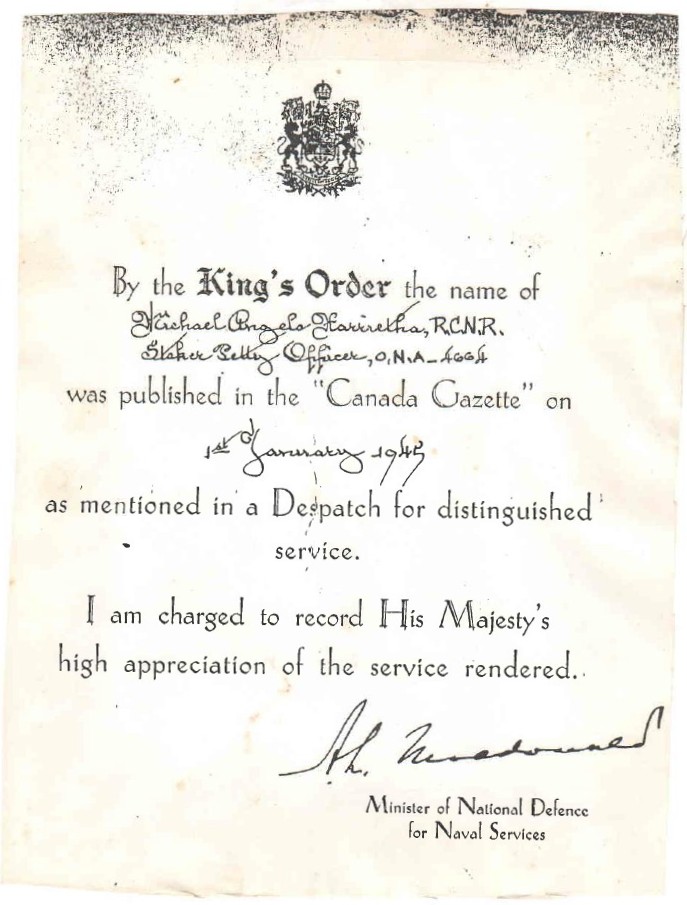 By the King's Order the name of
Michael Angelo R.C.N.R.
Stoker Petty Officer, O.N.A-4664
was published in the "Canada Gazette" on
1st January 1945
as mentioned in a Despatch for distinguished
service.
I am charged to record His Majesty's
high appreciation of the service rendered.
A.L. Macdonald
Minister of National Defence
for Naval Services